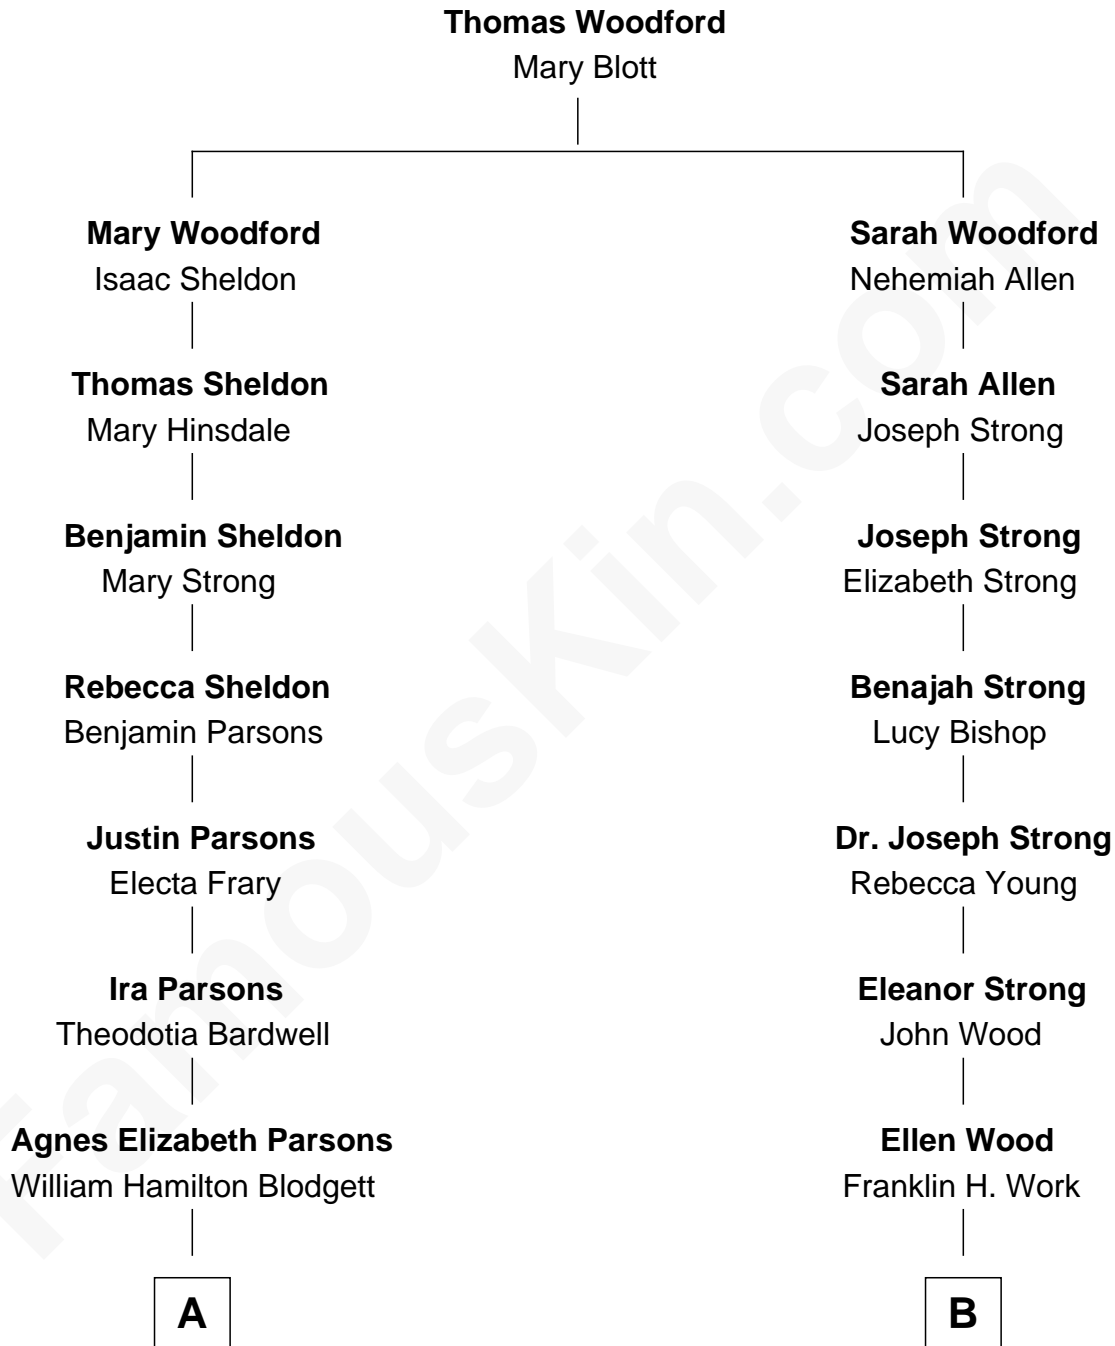 Thomas Woodford
Mary Blott
Mary Woodford
Isaac Sheldon
Sarah Woodford
Nehemiah Allen
Thomas Sheldon
Mary Hinsdale
Sarah Allen
Joseph Strong
Benjamin Sheldon
Mary Strong
Joseph Strong
Elizabeth Strong
Rebecca Sheldon
Benjamin Parsons
Benajah Strong
Lucy Bishop
Justin Parsons
Electa Frary
Dr. Joseph Strong
Rebecca Young
Ira Parsons
Theodotia Bardwell
Eleanor Strong
John Wood
Agnes Elizabeth Parsons
William Hamilton Blodgett
Ellen Wood
Franklin H. Work
A
B
FamousKin.com